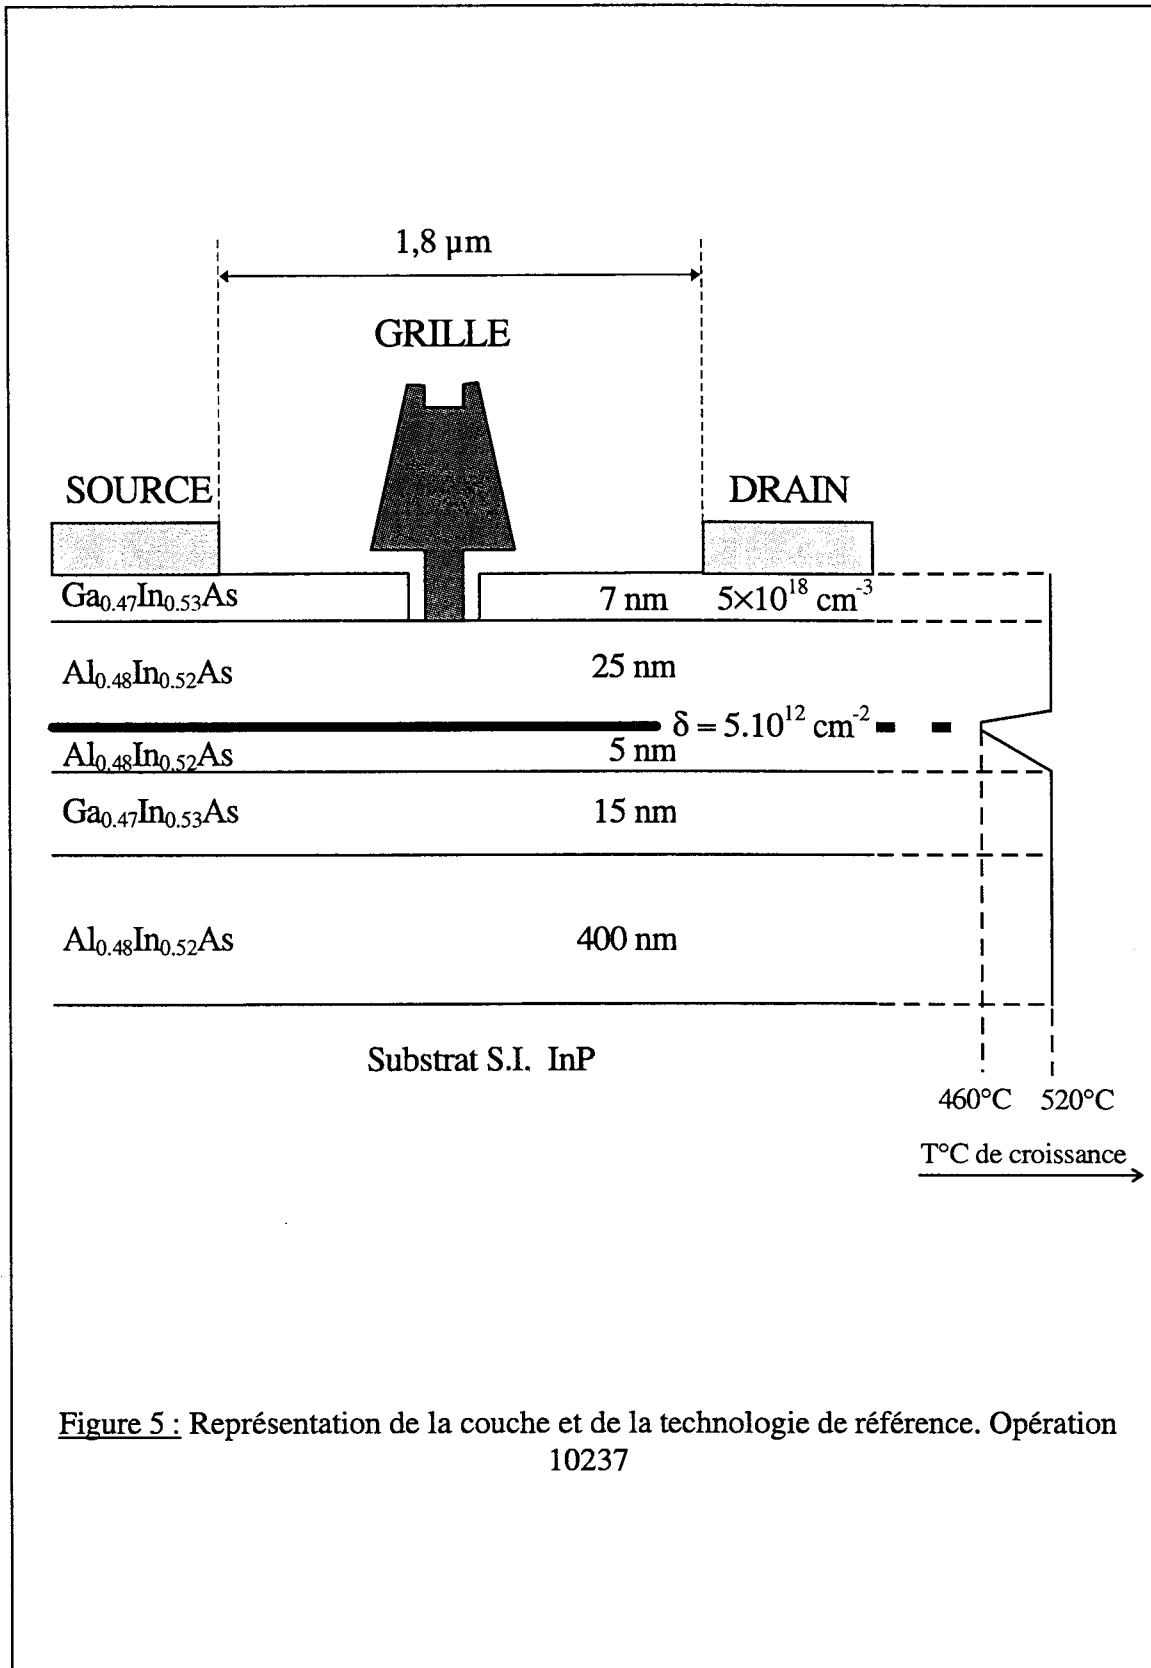 1,8 µm
GRILLE
SOURCE
DRAIN
Ga0.47In0.53As
7 nm
5×10^18 cm^-3
Al0.48In0.52As
25 nm
δ = 5.10^12 cm^-2
Al0.48In0.52As
5 nm
Ga0.47In0.53As
15 nm
Al0.48In0.52As
400 nm
Substrat S.I. InP
460°C 520°C
T°C de croissance
Figure 5 : Représentation de la couche et de la technologie de référence. Opération
10237